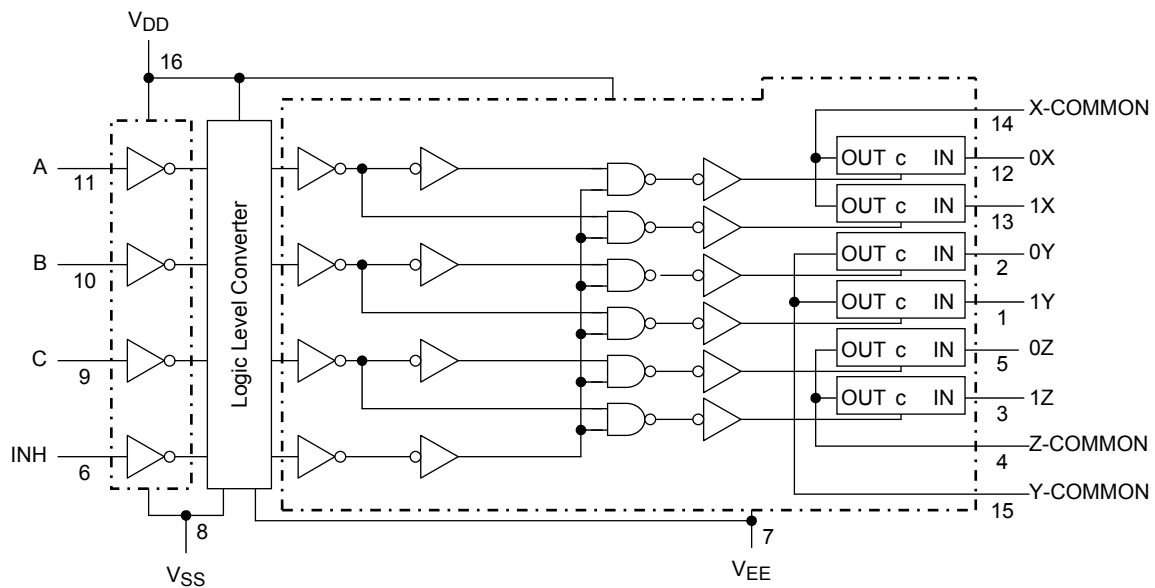 VDD
16
X-COMMON
14
A
11
OUT c IN
0X
12
OUT c IN
1X
13
B
10
OUT c IN
0Y
2
OUT c IN
1Y
1
Logic Level Converter
C
9
OUT c IN
0Z
5
OUT c IN
1Z
3
INH
6
Z-COMMON
4
Y-COMMON
15
8
7
VSS
VEE